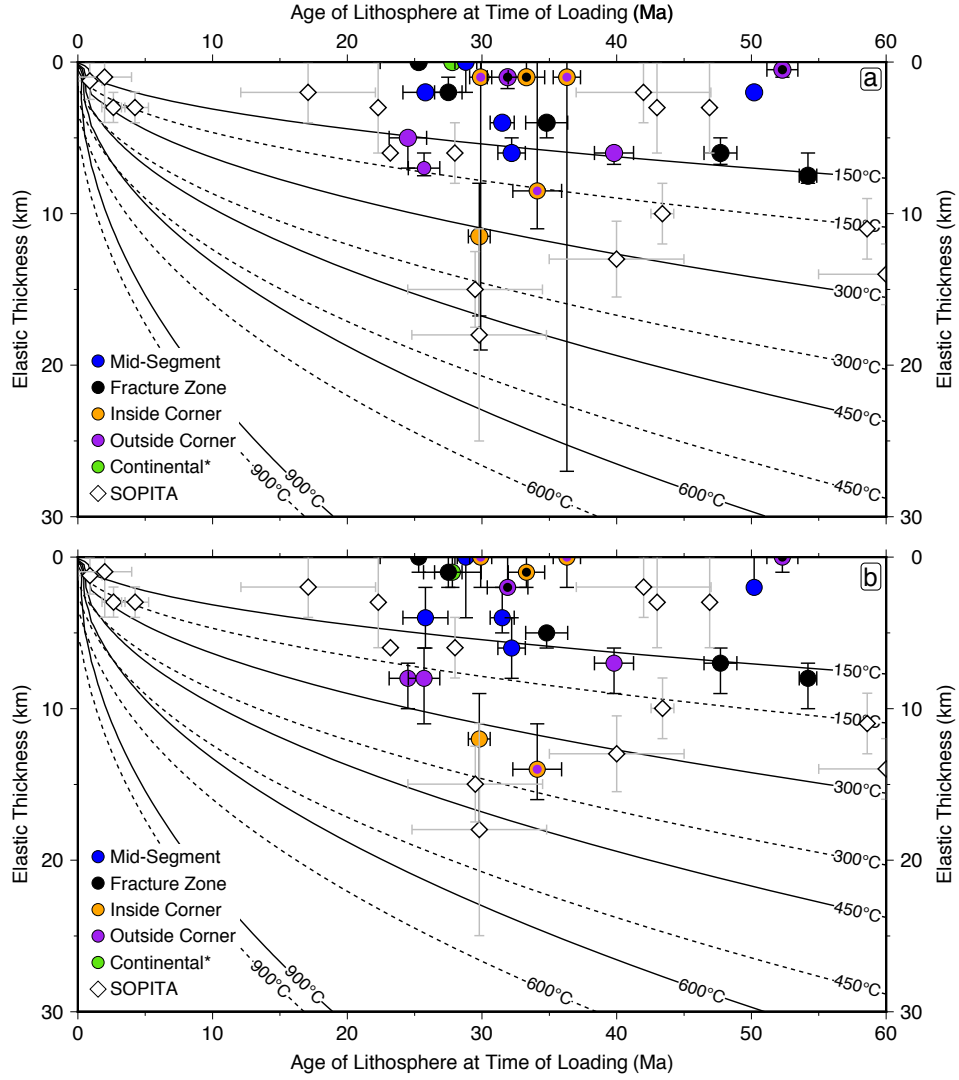 Age of Lithosphere at Time of Loading (Ma)
0 10 20 30 40 50 60
a
0 0
10 10
20 20
30 30
Elastic Thickness (km)
Elastic Thickness (km)
150°C
150°C
300°C
300°C
450°C
450°C
600°C
600°C
900°C
900°C
Mid-Segment
Fracture Zone
Inside Corner
Outside Corner
Continental*
SOPITA
b
0 0
10 10
20 20
30 30
Elastic Thickness (km)
Elastic Thickness (km)
150°C
150°C
300°C
300°C
450°C
450°C
600°C
600°C
900°C
900°C
Mid-Segment
Fracture Zone
Inside Corner
Outside Corner
Continental*
SOPITA
0 10 20 30 40 50 60
Age of Lithosphere at Time of Loading (Ma)